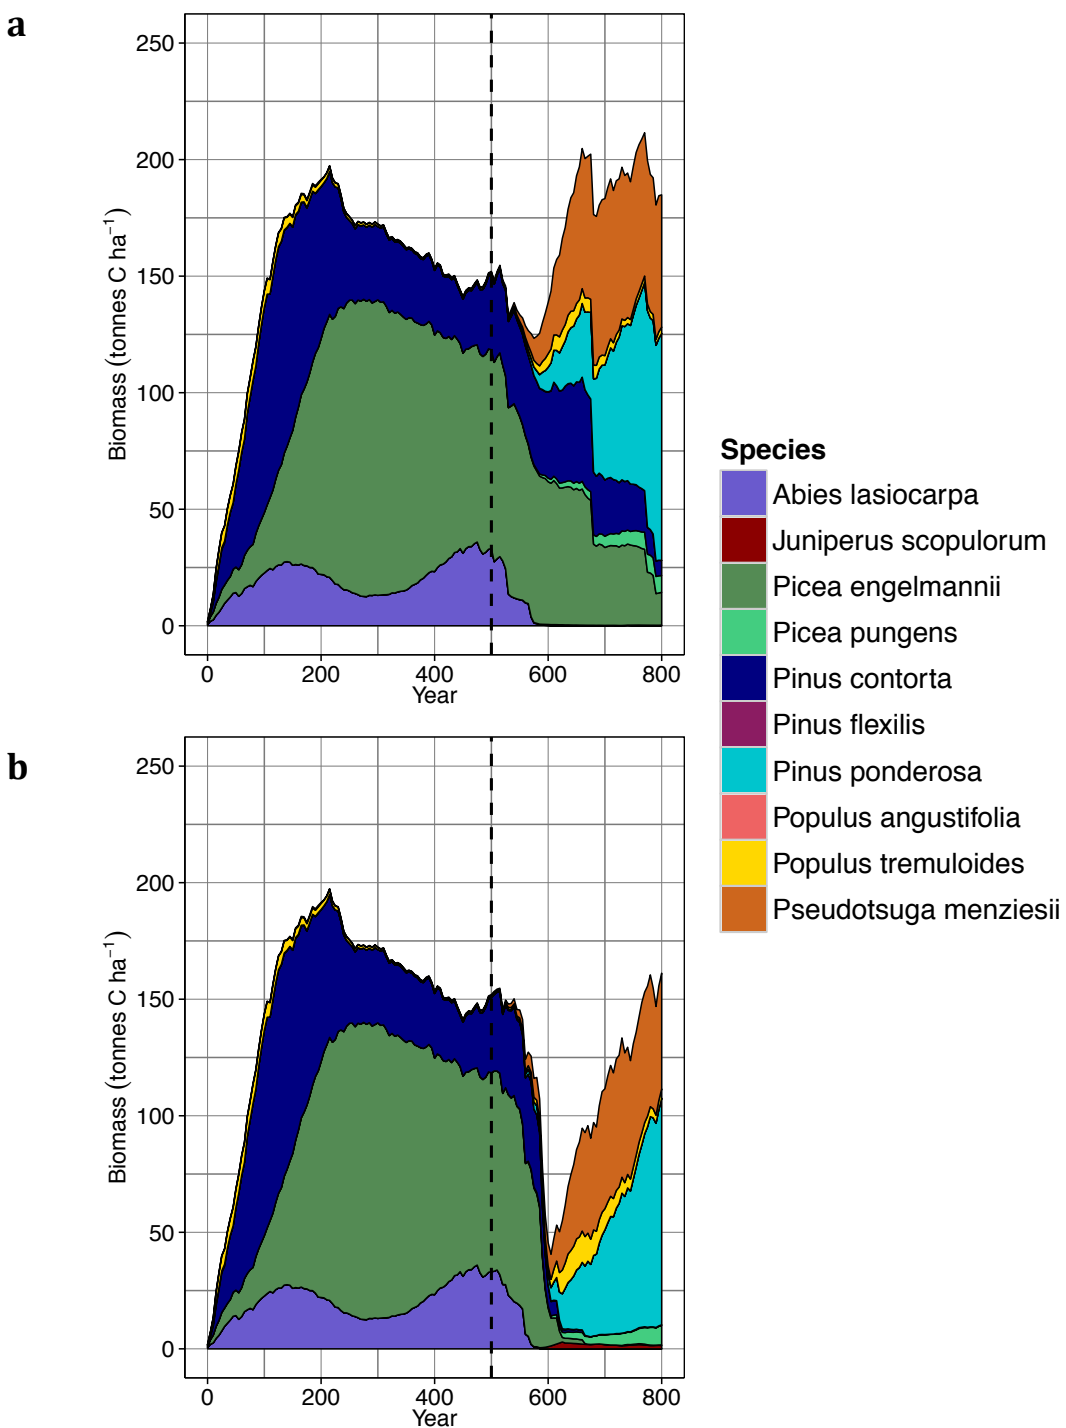 a
250
200
150
100
50
0
Biomass (tonnes C ha⁻¹)
0 200 400 600 800
Year
b
250
200
150
100
50
0
Biomass (tonnes C ha⁻¹)
0 200 400 600 800
Year
Species
Abies lasiocarpa
Juniperus scopulorum
Picea engelmannii
Picea pungens
Pinus contorta
Pinus flexilis
Pinus ponderosa
Populus angustifolia
Populus tremuloides
Pseudotsuga menziesii